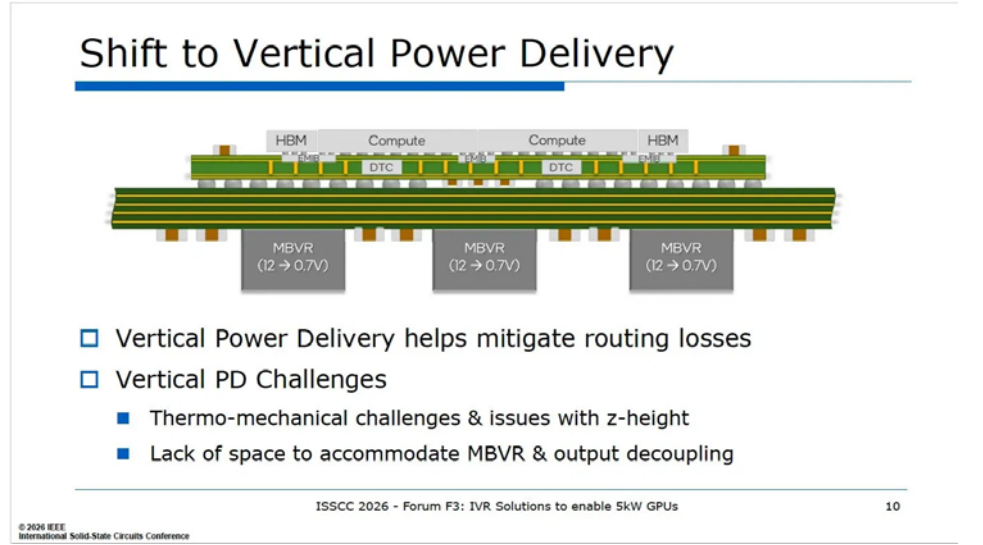 Shift to Vertical Power Delivery
HBM Compute Compute HBM
EMIB EMIB EMIB
DTC DTC
MBVR MBVR MBVR
(12 → 0.7V) (12 → 0.7V) (12 → 0.7V)
Vertical Power Delivery helps mitigate routing losses
Vertical PD Challenges
Thermo-mechanical challenges & issues with z-height
Lack of space to accommodate MBVR & output decoupling
ISSCC 2026 - Forum F3: IVR Solutions to enable 5kW GPUs 10
© 2026 IEEE
International Solid-State Circuits Conference